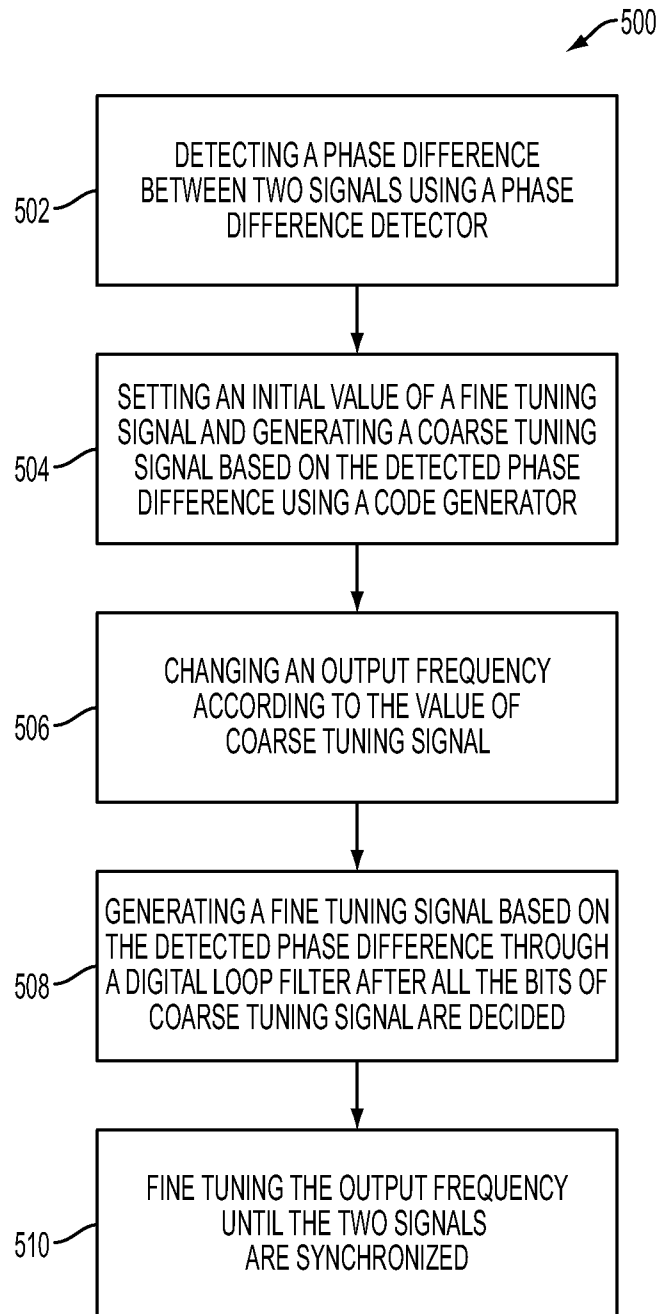 500
502
DETECTING A PHASE DIFFERENCE
BETWEEN TWO SIGNALS USING A PHASE
DIFFERENCE DETECTOR
504
SETTING AN INITIAL VALUE OF A FINE TUNING
SIGNAL AND GENERATING A COARSE TUNING
SIGNAL BASED ON THE DETECTED PHASE
DIFFERENCE USING A CODE GENERATOR
506
CHANGING AN OUTPUT FREQUENCY
ACCORDING TO THE VALUE OF
COARSE TUNING SIGNAL
508
GENERATING A FINE TUNING SIGNAL BASED ON
THE DETECTED PHASE DIFFERENCE THROUGH
A DIGITAL LOOP FILTER AFTER ALL THE BITS OF
COARSE TUNING SIGNAL ARE DECIDED
510
FINE TUNING THE OUTPUT FREQUENCY
UNTIL THE TWO SIGNALS
ARE SYNCHRONIZED